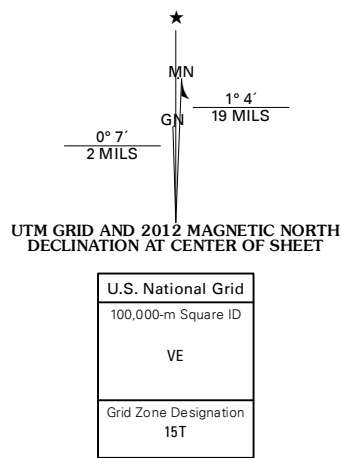 MN
GN
1° 4´
19 MILS
0° 7´
2 MILS
UTM GRID AND 2012 MAGNETIC NORTH
DECLINATION AT CENTER OF SHEET
U.S. National Grid
100,000-m Square ID
VE
Grid Zone Designation
15T